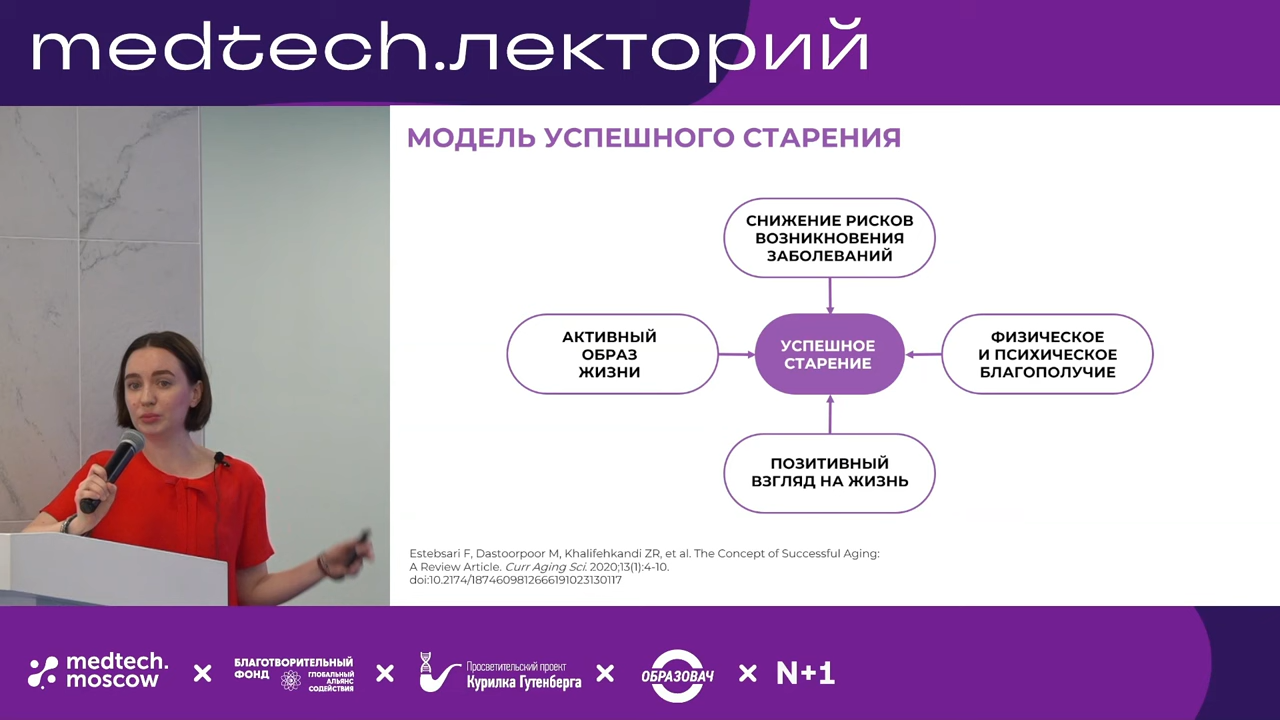 medtech.лекторий
МОДЕЛЬ УСПЕШНОГО СТАРЕНИЯ
СНИЖЕНИЕ РИСКОВ
ВОЗНИКНОВЕНИЯ
ЗАБОЛЕВАНИЙ
АКТИВНЫЙ
ОБРАЗ
ЖИЗНИ
УСПЕШНОЕ
СТАРЕНИЕ
ФИЗИЧЕСКОЕ
И ПСИХИЧЕСКОЕ
БЛАГОПОЛУЧИЕ
ПОЗИТИВНЫЙ
ВЗГЛЯД НА ЖИЗНЬ
Estebsari F, Dastoorpoor M, Khalifehkandi ZR, et al. The Concept of Successful Aging:
A Review Article. Curr Aging Sci. 2020;13(1):4-10.
doi:10.2174/1874609812666191023130117
medtech.
moscow
БЛАГОТВОРИТЕЛЬНЫЙ
ФОНД
ГЛОБАЛЬНЫЙ
АЛЬЯНС
СОДЕЙСТВИЯ
Просветительский проект
Курилка Гутенберга
ОБРАЗОВАЧ
N+1